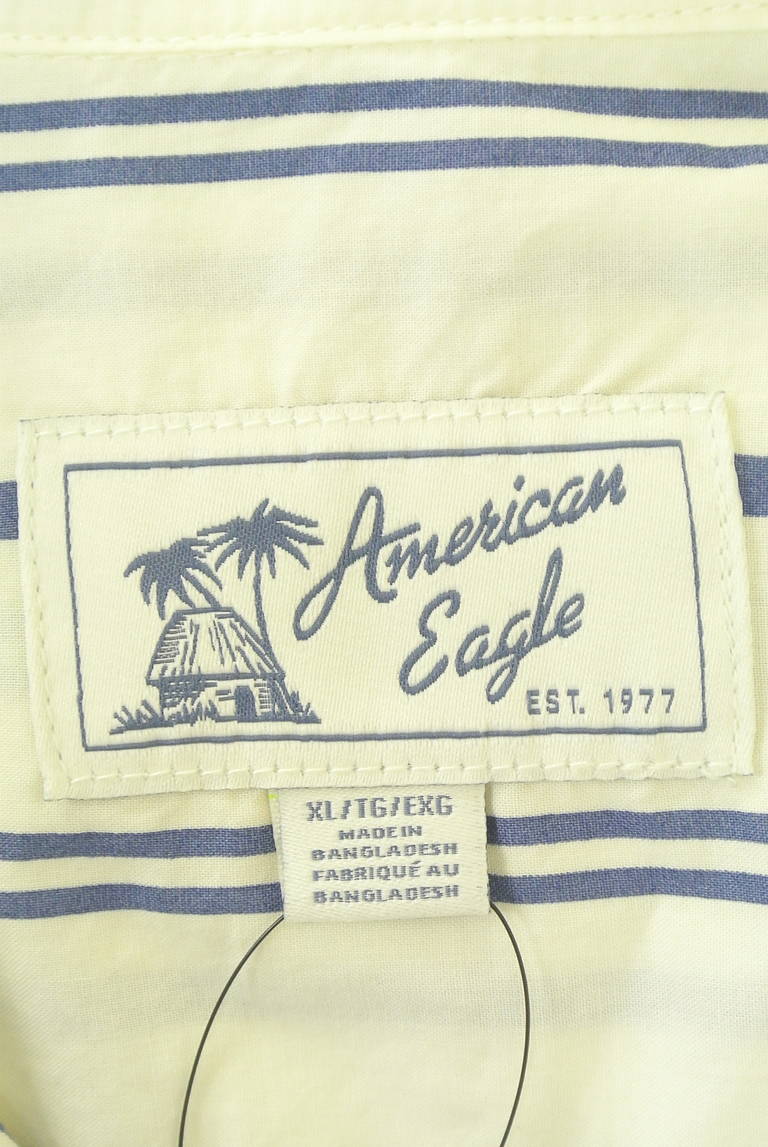 American
Eagle
EST. 1977
XL/TG/EXG
MADE IN
BANGLADESH
FABRIQUÉ AU
BANGLADESH